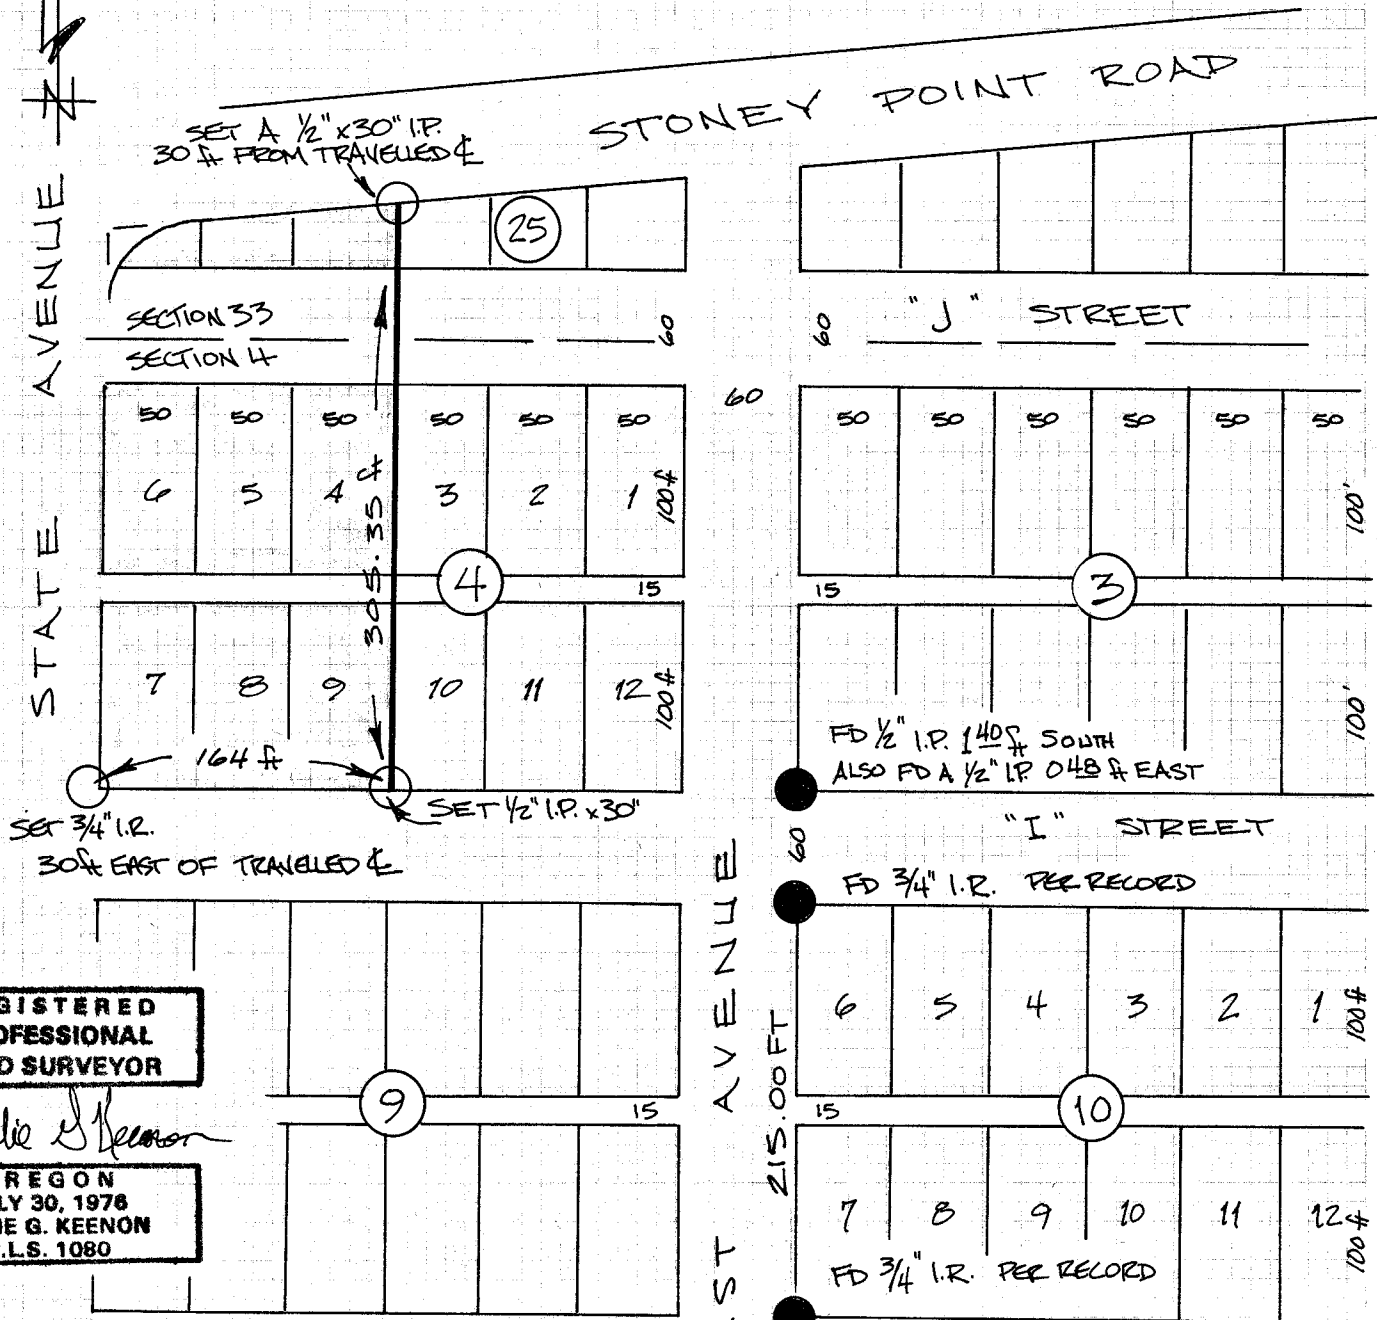 N
STONEY POINT ROAD
SET A 1/2" x 30" I.P.
30 ft FROM TRAVELLED ℄
STATE AVENUE
25
SECTION 33
SECTION 4
60
60
"J" STREET
60
50 50 50 50 50 50
50 50 50 50 50 50
6 5 4 3 2 1
100 ft
100'
305.35 ft
4
15
15
3
7 8 9 10 11 12
100 ft
100'
164 ft
FD 1/2" I.P. 1.40 ft SOUTH
ALSO FD A 1/2" I.P. 0.48 ft EAST
SET 1/2" I.P. x 30"
SET 3/4" I.R.
30 ft EAST OF TRAVELLED ℄
"I" STREET
60
FD 3/4" I.R. PER RECORD
ST AVENUE
215.00 FT
6 5 4 3 2 1
100 ft
9
15
15
10
7 8 9 10 11 12
100 ft
FD 3/4" I.R. PER RECORD
GISTERED
OFESSIONAL
D SURVEYOR
lie G Keenon
REGON
LY 30, 1976
IE G. KEENON
.L.S. 1080